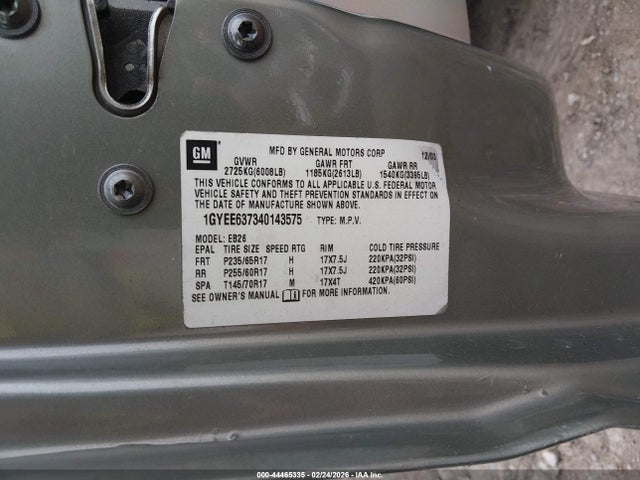 GM
MFD BY GENERAL MOTORS CORP 12/03
GVWR GAWR FRT GAWR RR
2725KG(6008LB) 1185KG(2613LB) 1540KG(3395LB)
THIS VEHICLE CONFORMS TO ALL APPLICABLE U.S. FEDERAL MOTOR
VEHICLE SAFETY AND THEFT PREVENTION STANDARDS IN EFFECT ON
THE DATE OF MANUFACTURE SHOWN ABOVE.
1GYEE637340143575 TYPE: M.P.V.
MODEL: EB26
EPAL TIRE SIZE SPEED RTG RIM COLD TIRE PRESSURE
FRT P235/65R17 H 17X7.5J 220KPA(32PSI)
RR P255/60R17 H 17X7.5J 220KPA(32PSI)
SPA T145/70R17 M 17X4T 420KPA(60PSI)
SEE OWNER'S MANUAL FOR MORE INFORMATION.
000-44465335 - 02/24/2026 - IAA Inc.